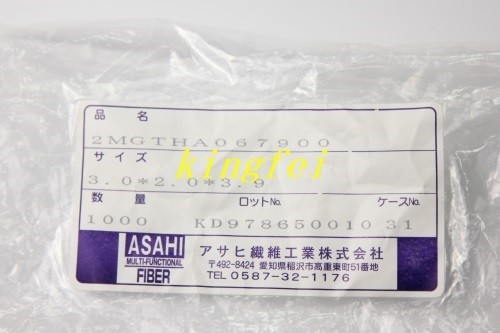 品 名
2MGTHA067900
kingfei
サイズ
3.0*2.0*3.9
数量 ロットNo. ケースNo.
1000 KD978650010 31
ASAHI
MULTI-FUNCTIONAL
FIBER
アサヒ繊維工業株式会社
〒492-8424 愛知県稲沢市高重東町51番地
TEL 0587-32-1176